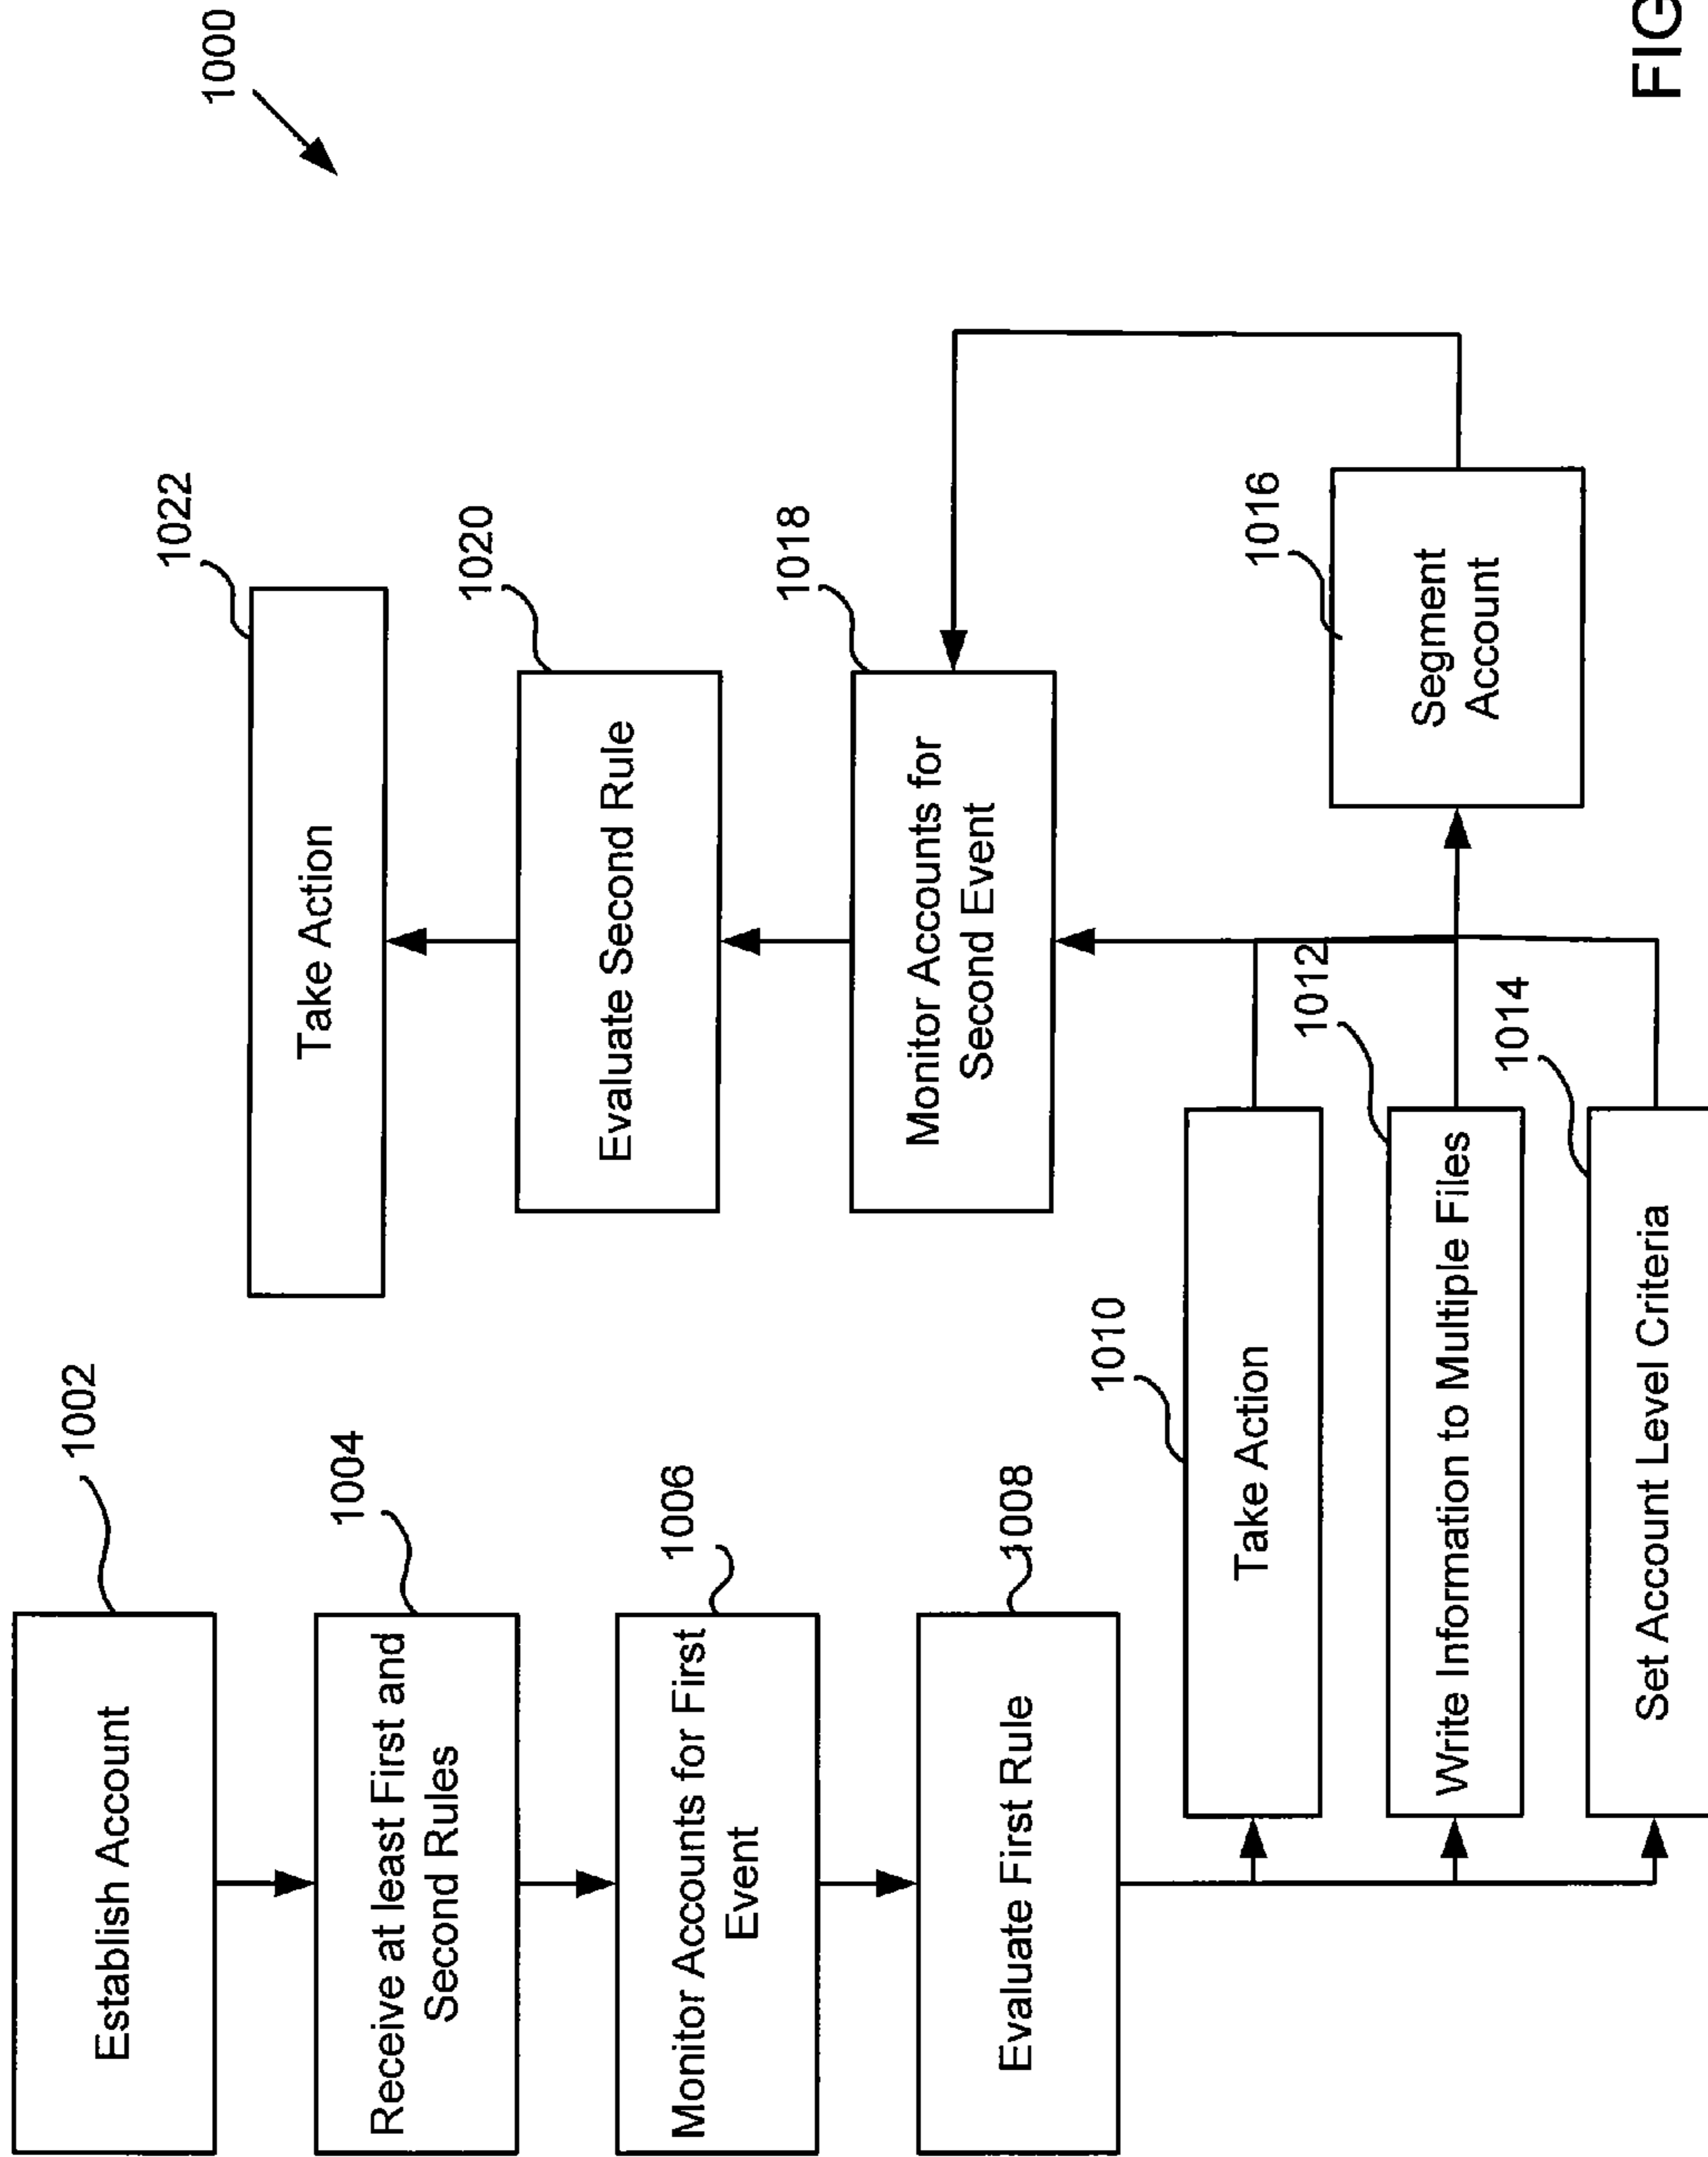 1000
1002
Establish Account
1004
Receive at least First and
Second Rules
1006
Monitor Accounts for First
Event
1008
Evaluate First Rule
1010
Take Action
1012
Write Information to Multiple Files
1014
Set Account Level Criteria
1016
Segment
Account
1018
Monitor Accounts for
Second Event
1020
Evaluate Second Rule
1022
Take Action
FIG